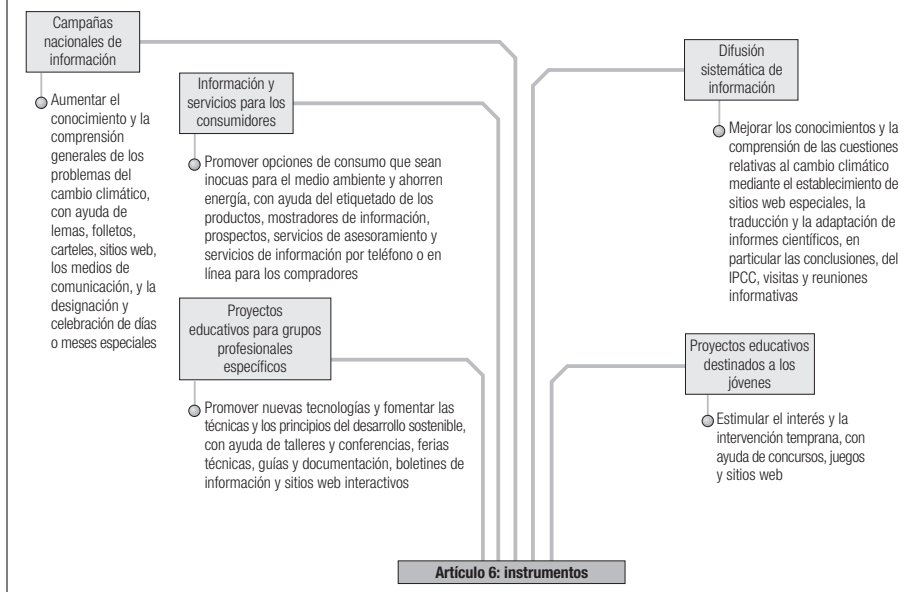 Campañas
nacionales de
información
Aumentar el
conocimiento y la
comprensión
generales de los
problemas del
cambio climático,
con ayuda de
lemas, folletos,
carteles, sitios web,
los medios de
comunicación, y la
designación y
celebración de días
o meses especiales
Información y
servicios para los
consumidores
Promover opciones de consumo que sean
inocuas para el medio ambiente y ahorren
energía, con ayuda del etiquetado de los
productos, mostradores de información,
prospectos, servicios de asesoramiento y
servicios de información por teléfono o en
línea para los compradores
Proyectos
educativos para grupos
profesionales
específicos
Promover nuevas tecnologías y fomentar las
técnicas y los principios del desarrollo sostenible,
con ayuda de talleres y conferencias, ferias
técnicas, guías y documentación, boletines de
información y sitios web interactivos
Difusión
sistemática de
información
Mejorar los conocimientos y la
comprensión de las cuestiones
relativas al cambio climático
mediante el establecimiento de
sitios web especiales, la
traducción y la adaptación de
informes científicos, en
particular las conclusiones, del
IPCC, visitas y reuniones
informativas
Proyectos educativos
destinados a los
jóvenes
Estimular el interés y la
intervención temprana, con
ayuda de concursos, juegos
y sitios web
Artículo 6: instrumentos